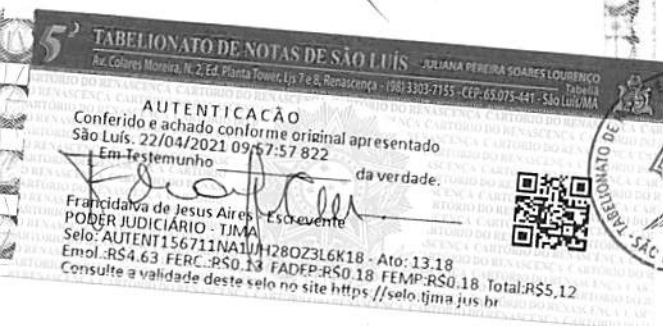 5º TABELIONATO DE NOTAS DE SÃO LUÍS JULIANA PEREIRA SOARES LOURENÇO
Tabeliã
Av. Colares Moreira, N. 2, Ed. Planta Tower, Ljs 7 e 8, Renascença - (98) 3303-7155 - CEP: 65.075-441 - São Luís/MA
AUTENTICAÇÃO
Conferido e achado conforme original apresentado
São Luís. 22/04/2021 09:57:57 822
Em Testemunho da verdade.
Francidalva de Jesus Aires Escrevente
PODER JUDICIÁRIO - TJMA
Selo: - Ato: 13.18
Emol.:R$4.63 FERC.:R$0.13 FADEP:R$0.18 FEMP:R$0.18 Total:R$5,12
Consulte a validade deste selo no site https://selo.tjma.jus.br
TABELIONATO DE
SÃO